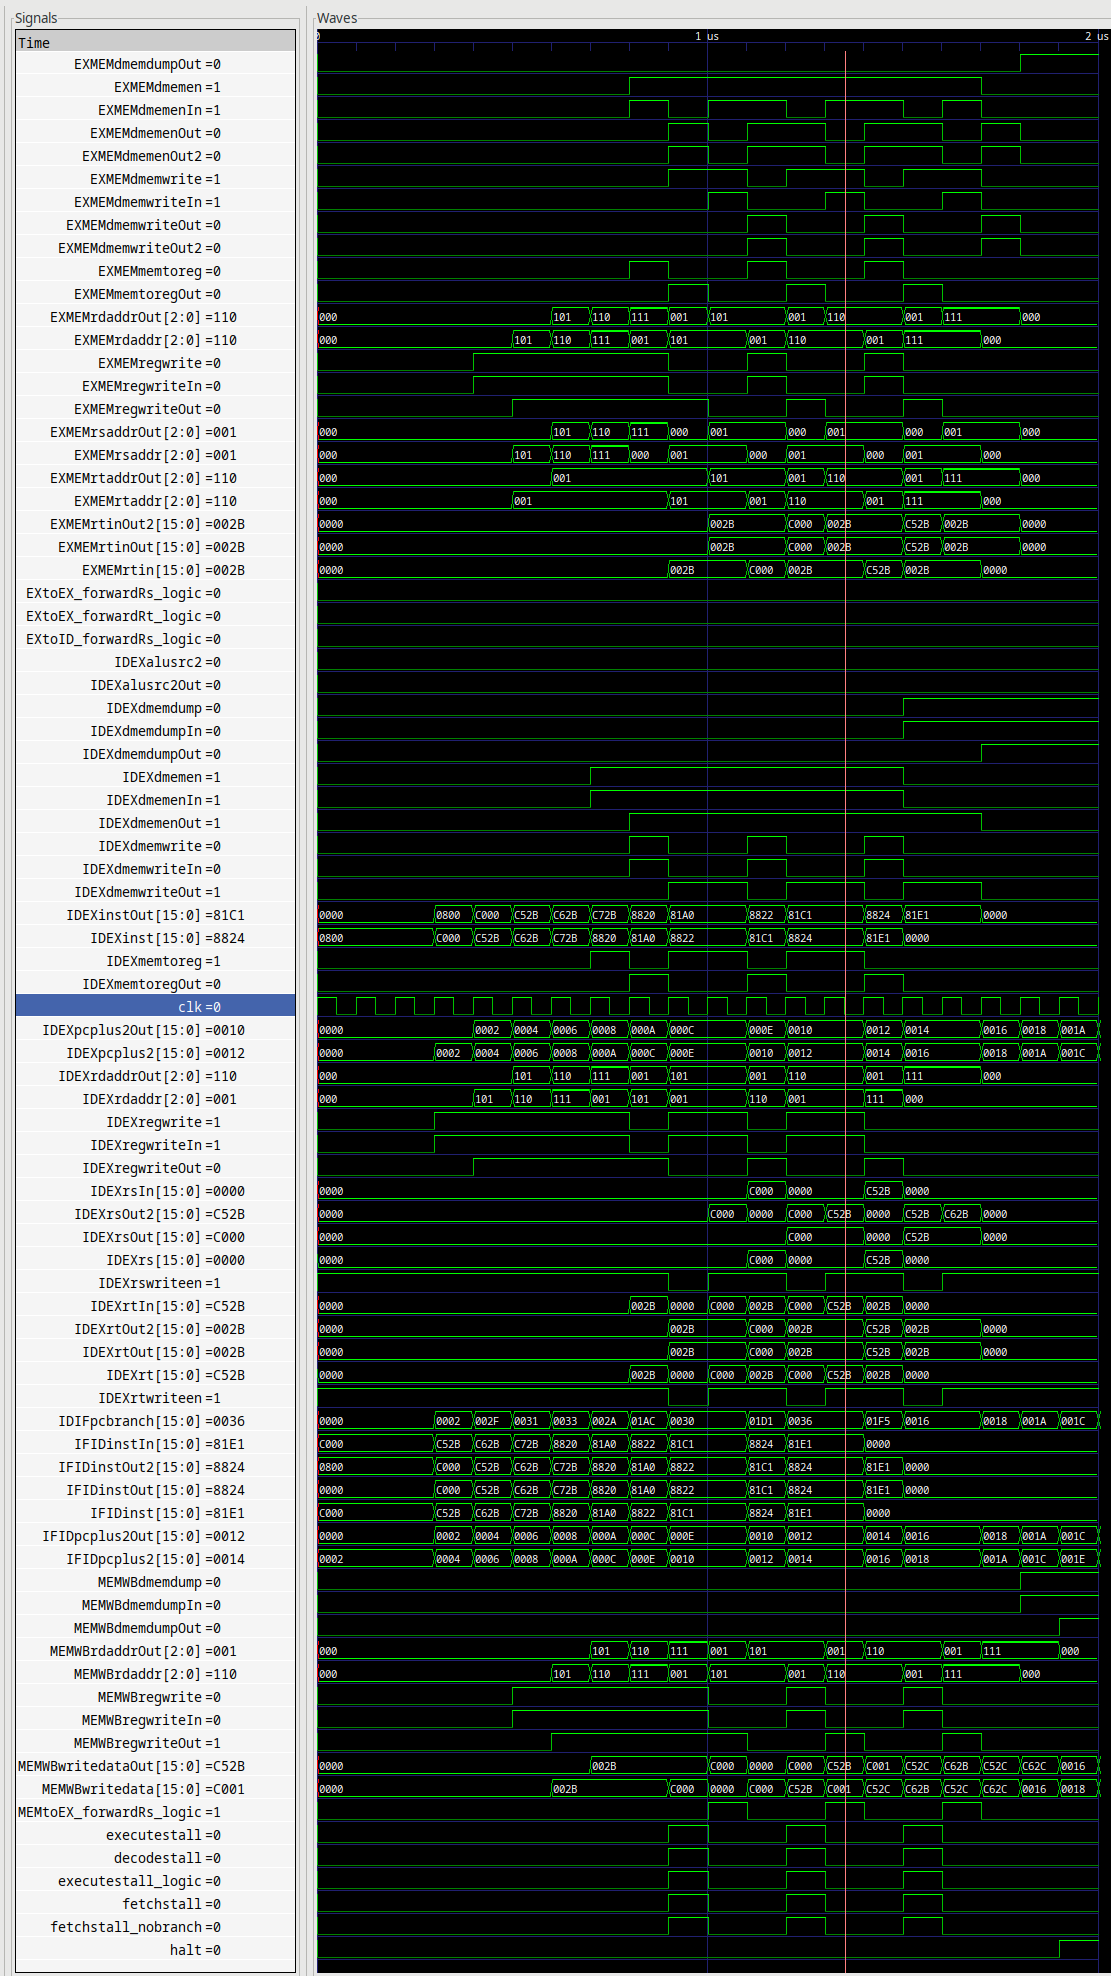 Signals Waves
Time 0 1 us 2 us
EXMEMdmemdumpOut =0
EXMEMdmemen =1
EXMEMdmemenIn =1
EXMEMdmemenOut =0
EXMEMdmemenOut2 =0
EXMEMdmemwrite =1
EXMEMdmemwriteIn =1
EXMEMdmemwriteOut =0
EXMEMdmemwriteOut2 =0
EXMEMmemtoreg =0
EXMEMmemtoregOut =0
EXMEMrdaddrOut[2:0] =110 000 101 110 111 001 101 001 110 001 111 000
EXMEMrdaddr[2:0] =110 000 101 110 111 001 101 001 110 001 111 000
EXMEMregwrite =0
EXMEMregwriteIn =0
EXMEMregwriteOut =0
EXMEMrsaddrOut[2:0] =001 000 101 110 111 000 001 000 001 000 001 000
EXMEMrsaddr[2:0] =001 000 101 110 111 000 001 000 001 000 001 000
EXMEMrtaddrOut[2:0] =110 000 001 101 001 110 001 111 000
EXMEMrtaddr[2:0] =110 000 001 101 001 110 001 111 000
EXMEMrtinOut2[15:0] =002B 0000 002B C000 002B C52B 002B 0000
EXMEMrtinOut[15:0] =002B 0000 002B C000 002B C52B 002B 0000
EXMEMrtin[15:0] =002B 0000 002B C000 002B C52B 002B 0000
EXtoEX_forwardRs_logic =0
EXtoEX_forwardRt_logic =0
EXtoID_forwardRs_logic =0
IDEXalusrc2 =0
IDEXalusrc2Out =0
IDEXdmemdump =0
IDEXdmemdumpIn =0
IDEXdmemdumpOut =0
IDEXdmemen =1
IDEXdmemenIn =1
IDEXdmemenOut =1
IDEXdmemwrite =0
IDEXdmemwriteIn =0
IDEXdmemwriteOut =1
IDEXinstOut[15:0] =81C1 0000 0800 C000 C52B C62B C72B 8820 81A0 8822 81C1 8824 81E1 0000
IDEXinst[15:0] =8824 0800 C000 C52B C62B C72B 8820 81A0 8822 81C1 8824 81E1 0000
IDEXmemtoreg =1
IDEXmemtoregOut =0
clk =0
IDEXpcplus2Out[15:0] =0010 0000 0002 0004 0006 0008 000A 000C 000E 0010 0012 0014 0016 0018 001A
IDEXpcplus2[15:0] =0012 0000 0002 0004 0006 0008 000A 000C 000E 0010 0012 0014 0016 0018 001A 001C
IDEXrdaddrOut[2:0] =110 000 101 110 111 001 101 001 110 001 111 000
IDEXrdaddr[2:0] =001 000 101 110 111 001 101 001 110 001 111 000
IDEXregwrite =1
IDEXregwriteIn =1
IDEXregwriteOut =0
IDEXrsIn[15:0] =0000 0000 C000 0000 C52B 0000
IDEXrsOut2[15:0] =C52B 0000 C000 0000 C000 C52B 0000 C52B C62B 0000
IDEXrsOut[15:0] =C000 0000 C000 0000 C52B 0000
IDEXrs[15:0] =0000 0000 C000 0000 C52B 0000
IDEXrswriteen =1
IDEXrtIn[15:0] =C52B 0000 002B 0000 C000 002B C000 C52B 002B 0000
IDEXrtOut2[15:0] =002B 0000 002B C000 002B C52B 002B 0000
IDEXrtOut[15:0] =002B 0000 002B C000 002B C52B 002B 0000
IDEXrt[15:0] =C52B 0000 002B 0000 C000 002B C000 C52B 002B 0000
IDEXrtwriteen =1
IDIFpcbranch[15:0] =0036 0000 0002 002F 0031 0033 002A 01AC 0030 01D1 0036 01F5 0016 0018 001A 001C
IFIDinstIn[15:0] =81E1 C000 C52B C62B C72B 8820 81A0 8822 81C1 8824 81E1 0000
IFIDinstOut2[15:0] =8824 0800 C000 C52B C62B C72B 8820 81A0 8822 81C1 8824 81E1 0000
IFIDinstOut[15:0] =8824 0000 C000 C52B C62B C72B 8820 81A0 8822 81C1 8824 81E1 0000
IFIDinst[15:0] =81E1 C000 C52B C62B C72B 8820 81A0 8822 81C1 8824 81E1 0000
IFIDpcplus2Out[15:0] =0012 0000 0002 0004 0006 0008 000A 000C 000E 0010 0012 0014 0016 0018 001A 001C
IFIDpcplus2[15:0] =0014 0002 0004 0006 0008 000A 000C 000E 0010 0012 0014 0016 0018 001A 001C 001E
MEMWBdmemdump =0
MEMWBdmemdumpIn =0
MEMWBdmemdumpOut =0
MEMWBrdaddrOut[2:0] =001 000 101 110 111 001 101 001 110 001 111 000
MEMWBrdaddr[2:0] =110 000 101 110 111 001 101 001 110 001 111 000
MEMWBregwrite =0
MEMWBregwriteIn =0
MEMWBregwriteOut =1
MEMWBwritedataOut[15:0] =C52B 0000 002B C000 0000 C000 C52B C001 C52C C62B C52C C62C 0016
MEMWBwritedata[15:0] =C001 0000 002B C000 0000 C000 C52B C001 C52C C62B C52C C62C 0016 0018
MEMtoEX_forwardRs_logic =1
executestall =0
decodestall =0
executestall_logic =0
fetchstall =0
fetchstall_nobranch =0
halt =0